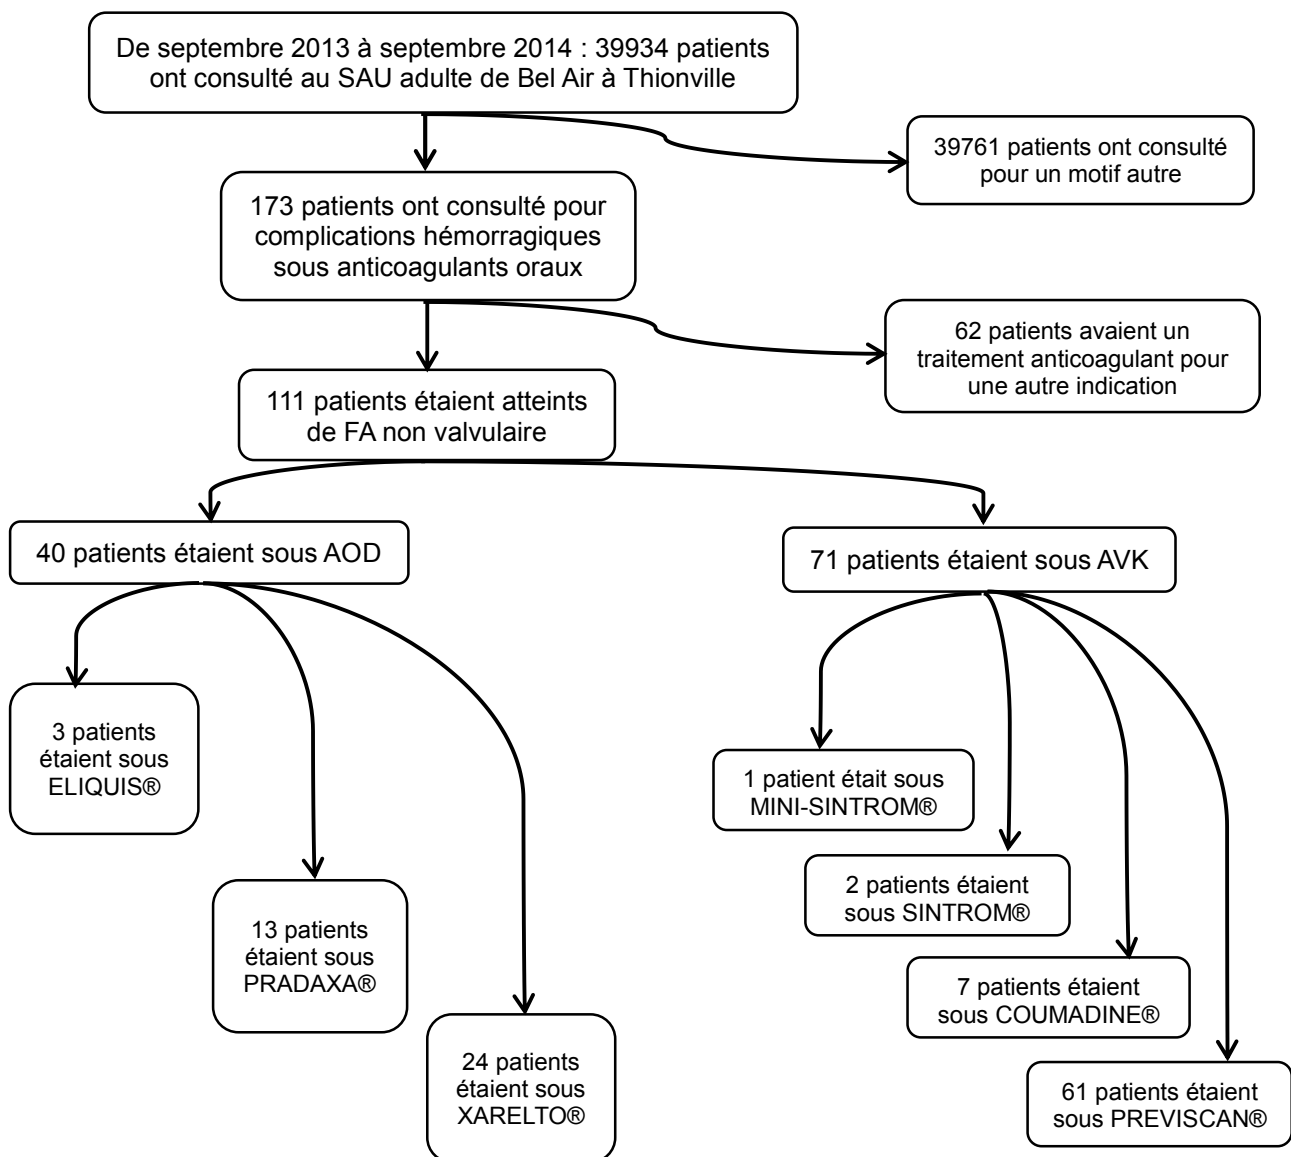 De septembre 2013 à septembre 2014 : 39934 patients
ont consulté au SAU adulte de Bel Air à Thionville
39761 patients ont consulté
pour un motif autre
173 patients ont consulté pour
complications hémorragiques
sous anticoagulants oraux
62 patients avaient un
traitement anticoagulant pour
une autre indication
111 patients étaient atteints
de FA non valvulaire
40 patients étaient sous AOD
71 patients étaient sous AVK
3 patients
étaient sous
ELIQUIS®
13 patients
étaient sous
PRADAXA®
24 patients
étaient sous
XARELTO®
1 patient était sous
MINI-SINTROM®
2 patients étaient
sous SINTROM®
7 patients étaient
sous COUMADINE®
61 patients étaient
sous PREVISCAN®